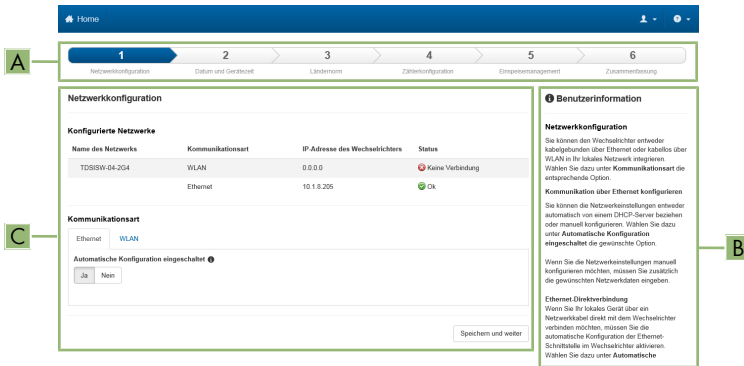 Home
A
1 2 3 4 5 6
Netzwerkkonfiguration Datum und Gerätezeit Ländernorm Zählerkonfiguration Einspeisemanagement Zusammenfassung
C
Netzwerkkonfiguration
Konfigurierte Netzwerke
Name des Netzwerks Kommunikationsart IP-Adresse des Wechselrichters Status
TDSISW-04-2G4 WLAN 0.0.0.0 Keine Verbindung
Ethernet 10.1.8.205 Ok
Kommunikationsart
Ethernet WLAN
Automatische Konfiguration eingeschaltet
Ja Nein
Speichern und weiter
B
Benutzerinformation
Netzwerkkonfiguration
Sie können den Wechselrichter entweder
kabelgebunden über Ethernet oder kabellos über
WLAN in Ihr lokales Netzwerk integrieren.
Wählen Sie dazu unter Kommunikationsart die
entsprechende Option.
Kommunikation über Ethernet konfigurieren
Sie können die Netzwerkeinstellungen entweder
automatisch von einem DHCP-Server beziehen
oder manuell konfigurieren. Wählen Sie dazu
unter Automatische Konfiguration
eingeschaltet die gewünschte Option.
Wenn Sie die Netzwerkeinstellungen manuell
konfigurieren möchten, müssen Sie zusätzlich
die gewünschten Netzwerkdaten eingeben.
Ethernet-Direktverbindung
Wenn Sie Ihr lokales Gerät über ein
Netzwerkkabel direkt mit dem Wechselrichter
verbinden möchten, müssen Sie die
automatische Konfiguration der Ethernet-
Schnittstelle im Wechselrichter aktivieren.
Wählen Sie dazu unter Automatische